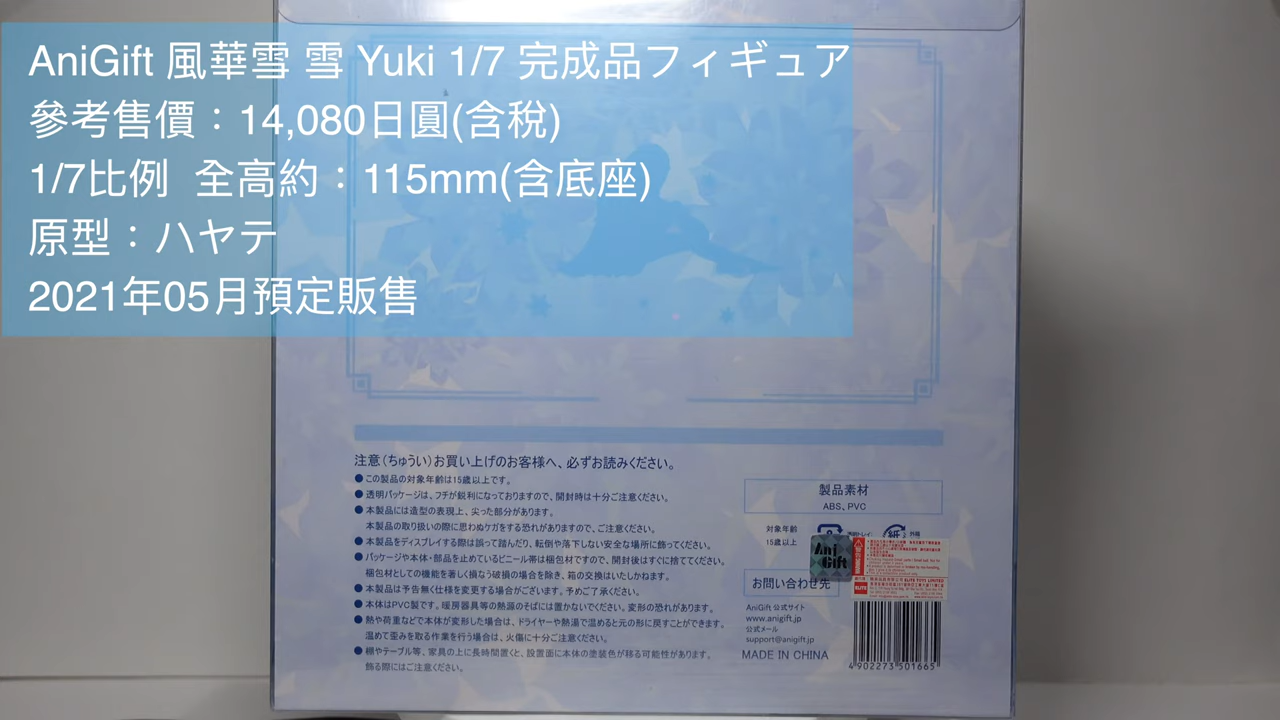 AniGift 風華雪 雪 Yuki 1/7 完成品フィギュア
參考售價：14,080日圓(含稅)
1/7比例 全高約：115mm(含底座)
原型：ハヤテ
2021年05月預定販售
注意（ちゅうい）お買い上げのお客様へ、必ずお読みください。
●この製品の対象年齢は15歳以上です。
●透明パッケージは、フチが鋭利になっておりますので、開封時は十分ご注意ください。
●本製品には造型の表現上、尖った部分があります。
本製品の取り扱いの際に思わぬケガをする恐れがありますので、ご注意ください。
●本製品をディスプレイする際は誤って踏んだり、転倒や落下しない安全な場所に飾ってください。
●パッケージや本体・部品を止めているビニール帯は梱包材ですので、開封後はすぐに捨ててください。
梱包材としての機能を著しく損なう破損の場合を除き、箱の交換はいたしかねます。
●本製品は予告無く仕様を変更する場合がございます。予めご了承ください。
●本体はPVC製です。暖房器具等の熱源のそばには置かないでください。変形の恐れがあります。
●熱や荷重などで本体が変形した場合は、ドライヤーや熱湯で温めると元の形に戻すことができます。
温めて歪みを取る作業を行う場合は、火傷に十分ご注意ください。
●棚やテーブル等、家具の上に長時間置くと、設置面に本体の塗装色が移る可能性があります。
飾る際にはご注意ください。
製品素材
ABS、PVC
対象年齢
15歳以上
紙
外箱
Ani
Gift
ELITE
お問い合わせ先
AniGift 公式サイト
www.anigift.jp
公式メール
support@anigift.jp
MADE IN CHINA
4 902273 501665